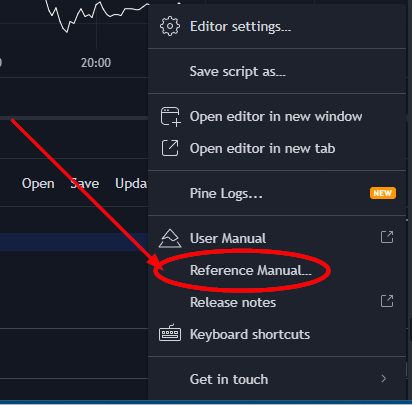 Editor settings...
20:00
Save script as...
Open editor in new window
Open editor in new tab
Open Save Upda
Pine Logs... NEW
User Manual
Reference Manual...
Release notes
Keyboard shortcuts
Get in touch